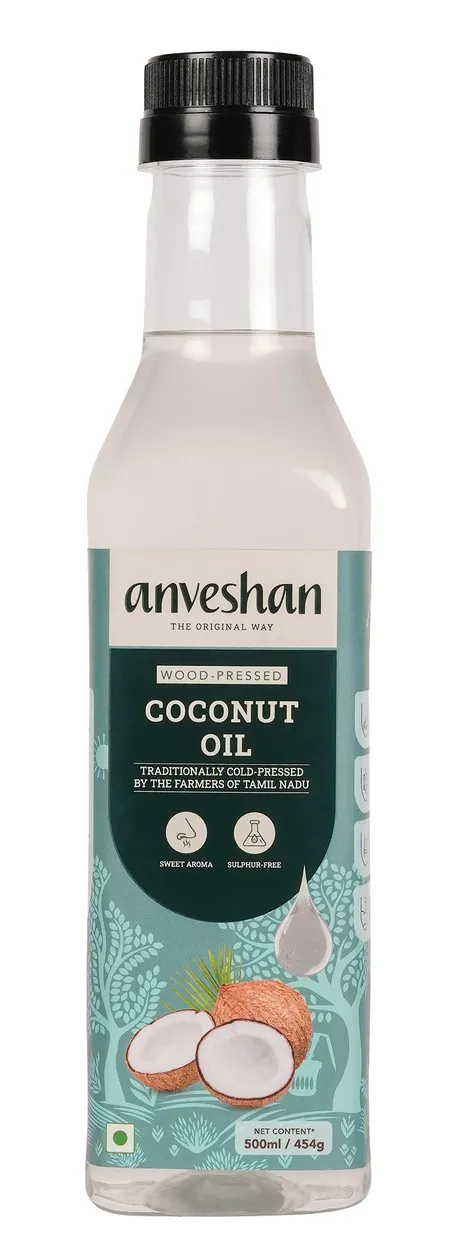 anveshan
THE ORIGINAL WAY
WOOD-PRESSED
COCONUT
OIL
TRADITIONALLY COLD-PRESSED
BY THE FARMERS OF TAMIL NADU
SWEET AROMA SULPHUR-FREE
NET CONTENT*
500ml / 454g